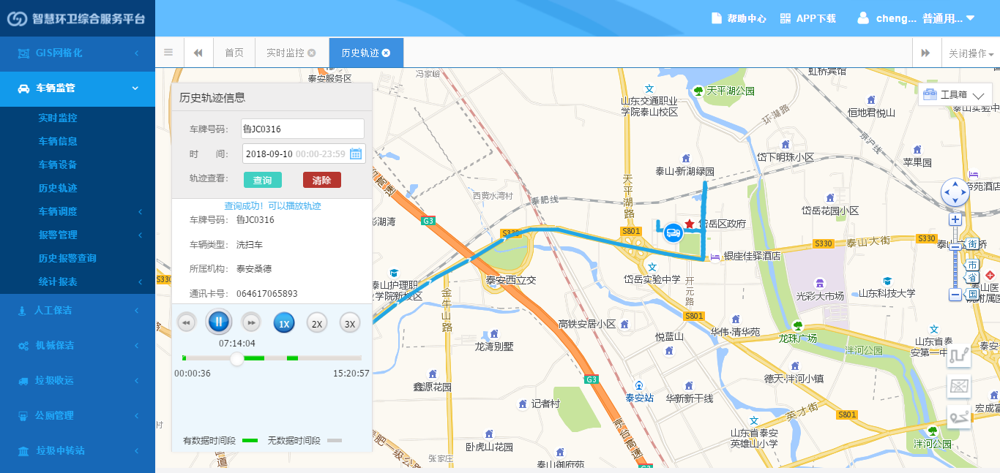 智慧环卫综合服务平台
帮助中心
APP下载
cheng... 普通用...
GIS网格化
车辆监管
实时监控
车辆信息
车辆设备
历史轨迹
车辆调度
报警管理
历史报警查询
统计报表
人工保洁
机械保洁
垃圾收运
公厕管理
垃圾中转站
首页
实时监控
历史轨迹
关闭操作
历史轨迹信息
车牌号码: 鲁JC0316
时 间: 2018-09-10 00:00-23:59
轨迹查看: 查询 清除
查询成功！可以播放轨迹
车牌号码: 鲁JC0316
车辆类型: 洗扫车
所属机构: 泰安桑德
通讯卡号: 064617065893
1X 2X 3X
07:14:04
00:00:36 15:20:57
有数据时间段 无数据时间段
工具箱
街
市
省
国
泰安服务区
冯家峪
虹桥宾馆
山东交通职业
学院泰山校区
天平湖公园
环湖路
恒地君悦山
泰山实验中
京沪线
岱下明珠小区
苹果园
帝苑酒店
泰山·新湖绿园
西黄水湾村
泰肥线
天平湖路
岱岳花园小区
彭湖湾
G3
S330
S801
岱岳区政府
S330
泰山大街
S330
银座佳驿酒店
S330
泰安西立交
岱岳实验中学
泰山护理职
业学院新校区
金牛山路
开元路
光彩大市场
山东科技大学
S801
高铁安居小区
华伟·清华苑
悦蓝山
龙珠广场
泮河公园
山东省泰
安第一中
龙湾别墅
鑫源花园
G3
德天·泮河小镇
泰安站
华新新干线
记者村
英才街
S801
宏成富
山东省泰安
英雄山小学
京台高速
泮河公园
卧虎山花园
张家庄
泰山御府苑
泰肥一级公路